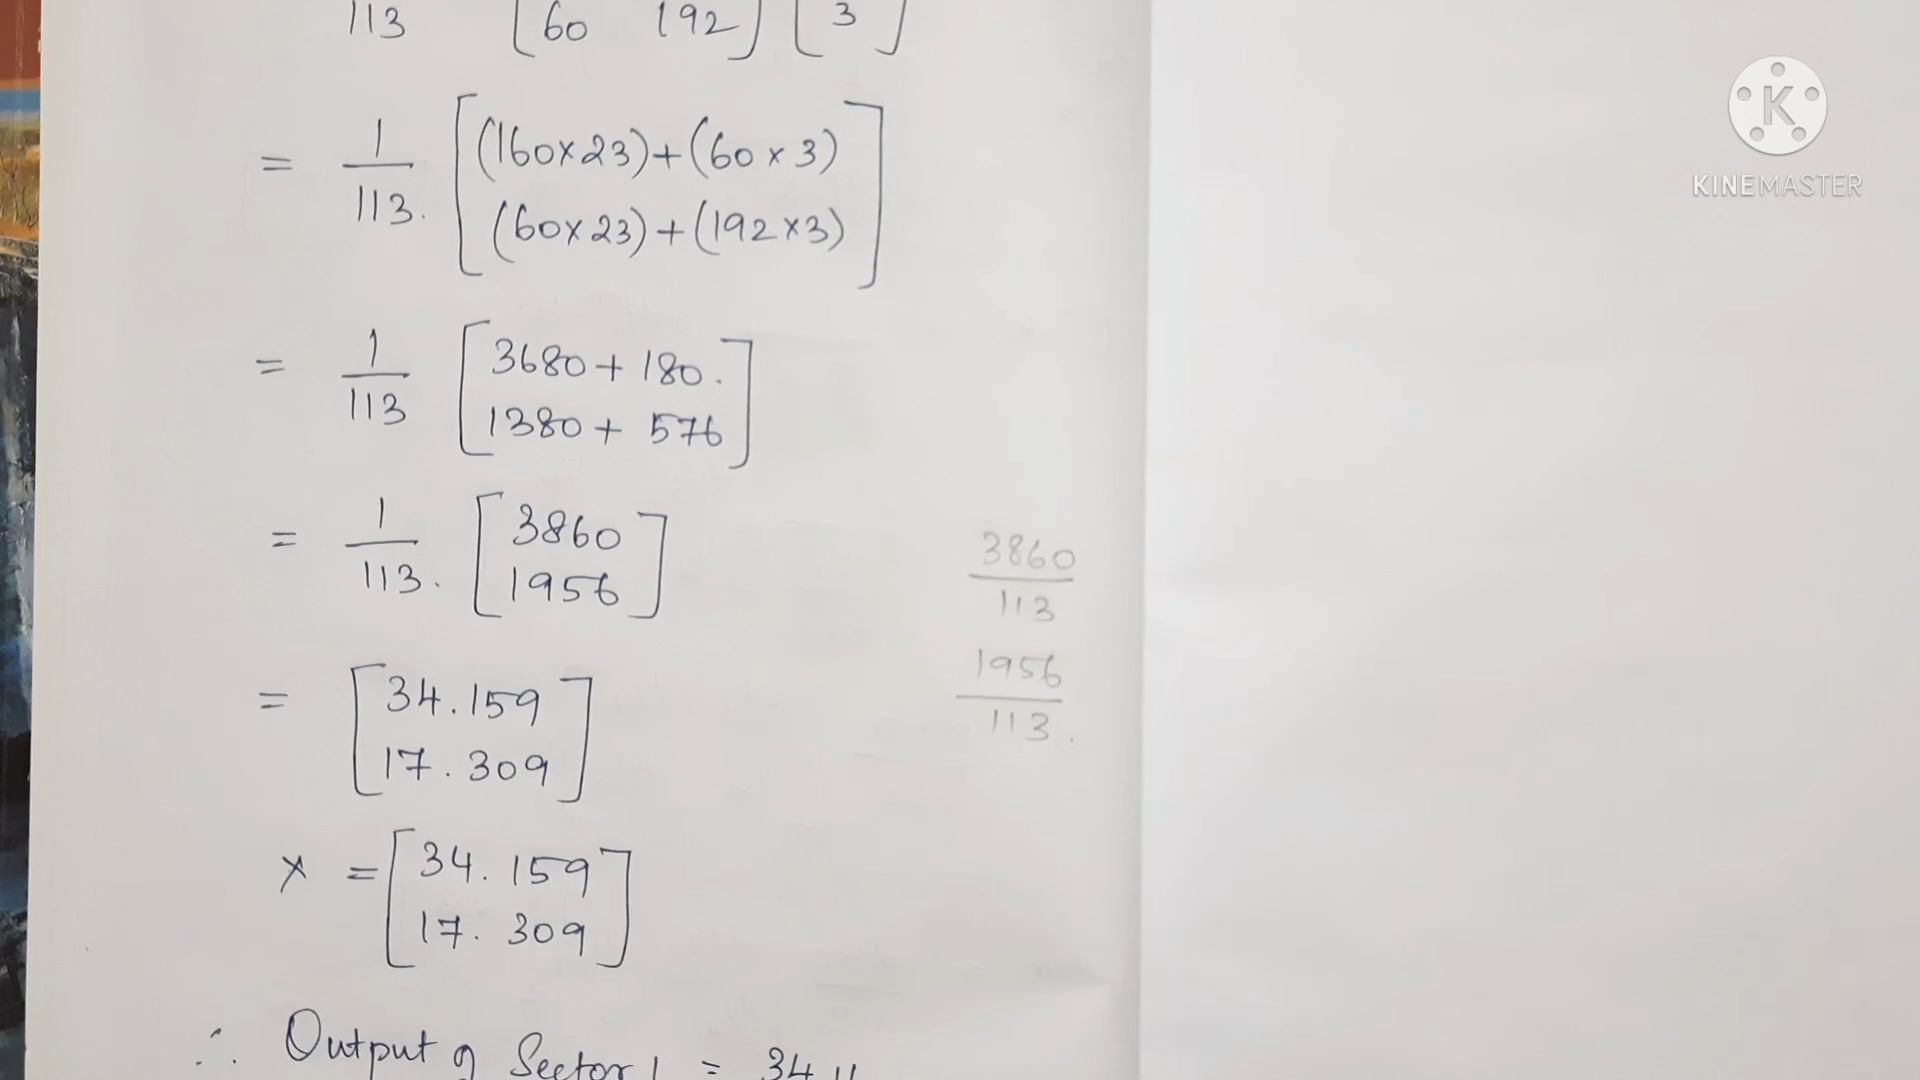 113 [60 192] [3]
= 1/113. [(160×23)+(60×3)
(60×23)+(192×3)]
= 1/113 [3680+180.
1380+576]
= 1/113. [3860
1956]
3860/113
1956/113.
= [34.159
17.309]
x = [34.159
17.309]
∴ Output of Sector 1 = 34
K
KINEMASTER